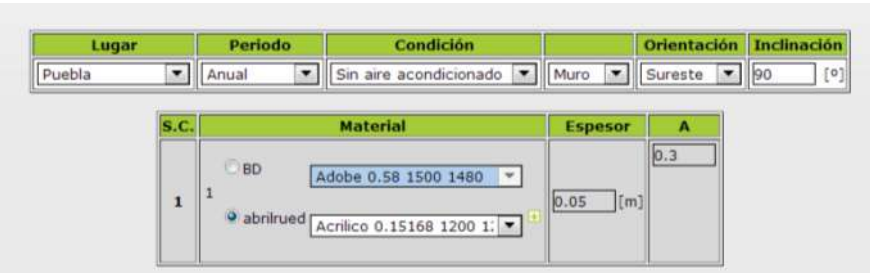 Lugar Periodo Condición Orientación Inclinación
Puebla Anual Sin aire acondicionado Muro Sureste 90 [º]
S.C. Material Espesor A
1 1 BD Adobe 0.58 1500 1480 0.05 [m] 0.3
abrilrued Acrilico 0.15168 1200 1